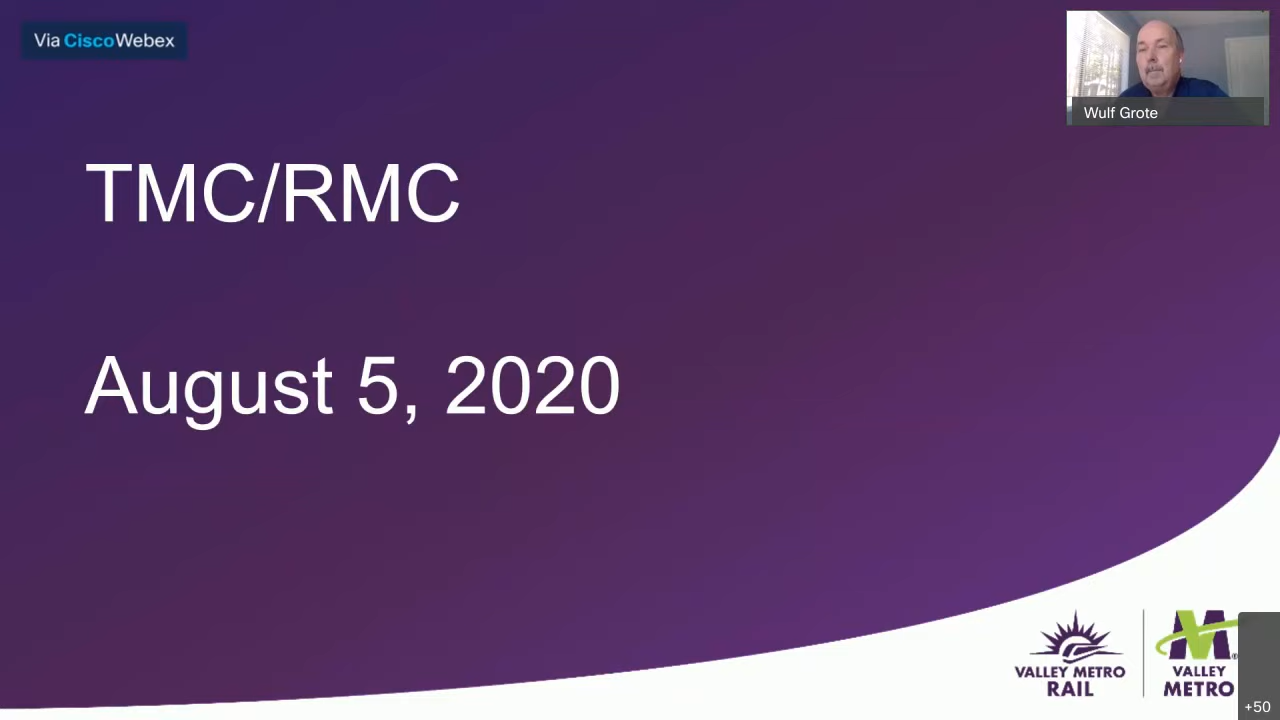 Via CiscoWebex
Wulf Grote
TMC/RMC
August 5, 2020
VALLEY METRO
RAIL
VALLEY
METRO
+50